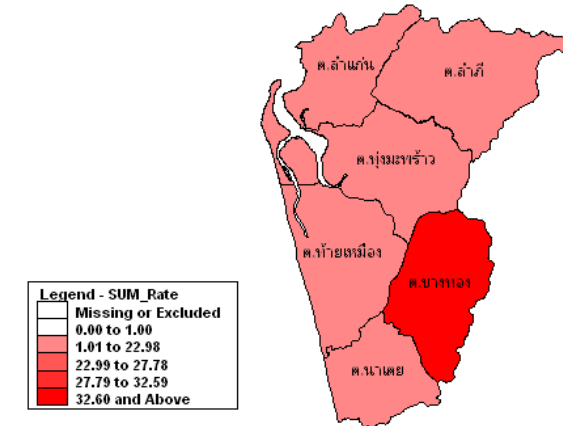 ต.ลำแก่น
ต.ลำภี
ต.ทุ่งมะพร้าว
ต.ท้ายเหมือง
ต.บางทอง
ต.นาเตย
Legend - SUM_Rate
Missing or Excluded
0.00 to 1.00
1.01 to 22.98
22.99 to 27.78
27.79 to 32.59
32.60 and Above